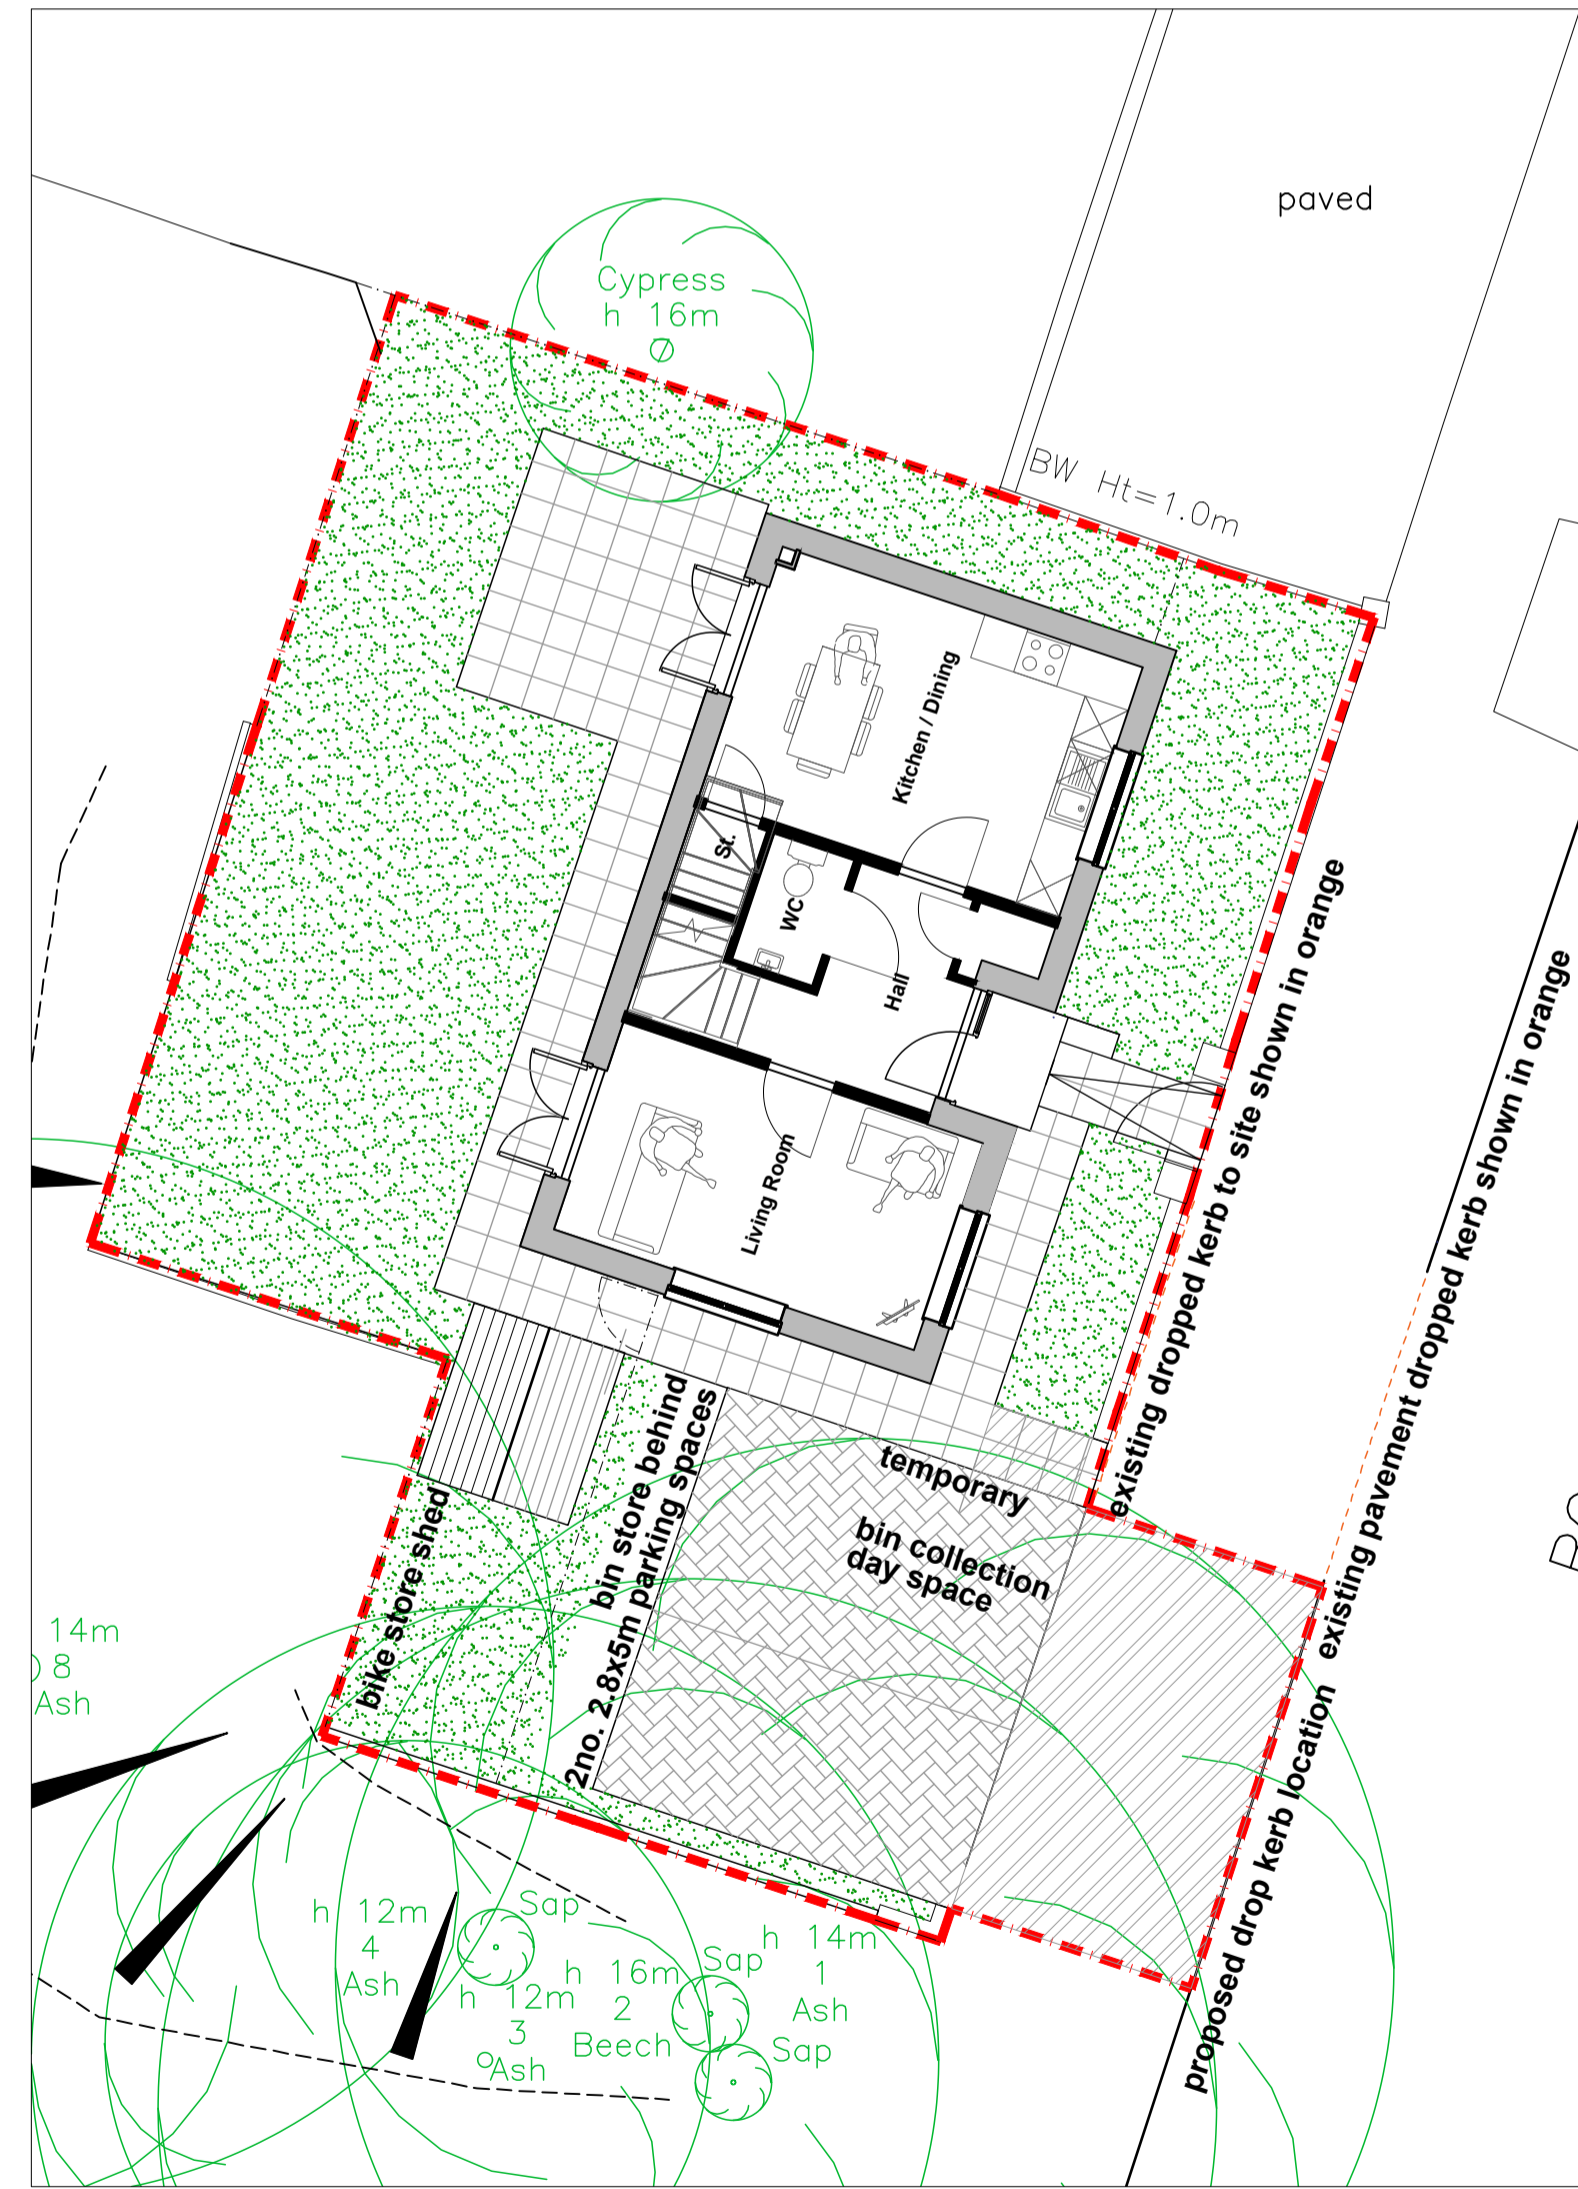 paved
Cypress
h 16m
BW Ht=1.0m
Kitchen / Dining
St.
WC
Hall
Living Room
existing dropped kerb to site shown in orange
existing pavement dropped kerb shown in orange
temporary
bin collection
day space
bin store behind
2no. 2.8x5m parking spaces
bike store shed
proposed drop kerb location
14m
8
Ash
h 12m
4
Ash
Sap
h 12m
3
Ash
h 16m
2
Beech
Sap
h 14m
1
Ash
Sap